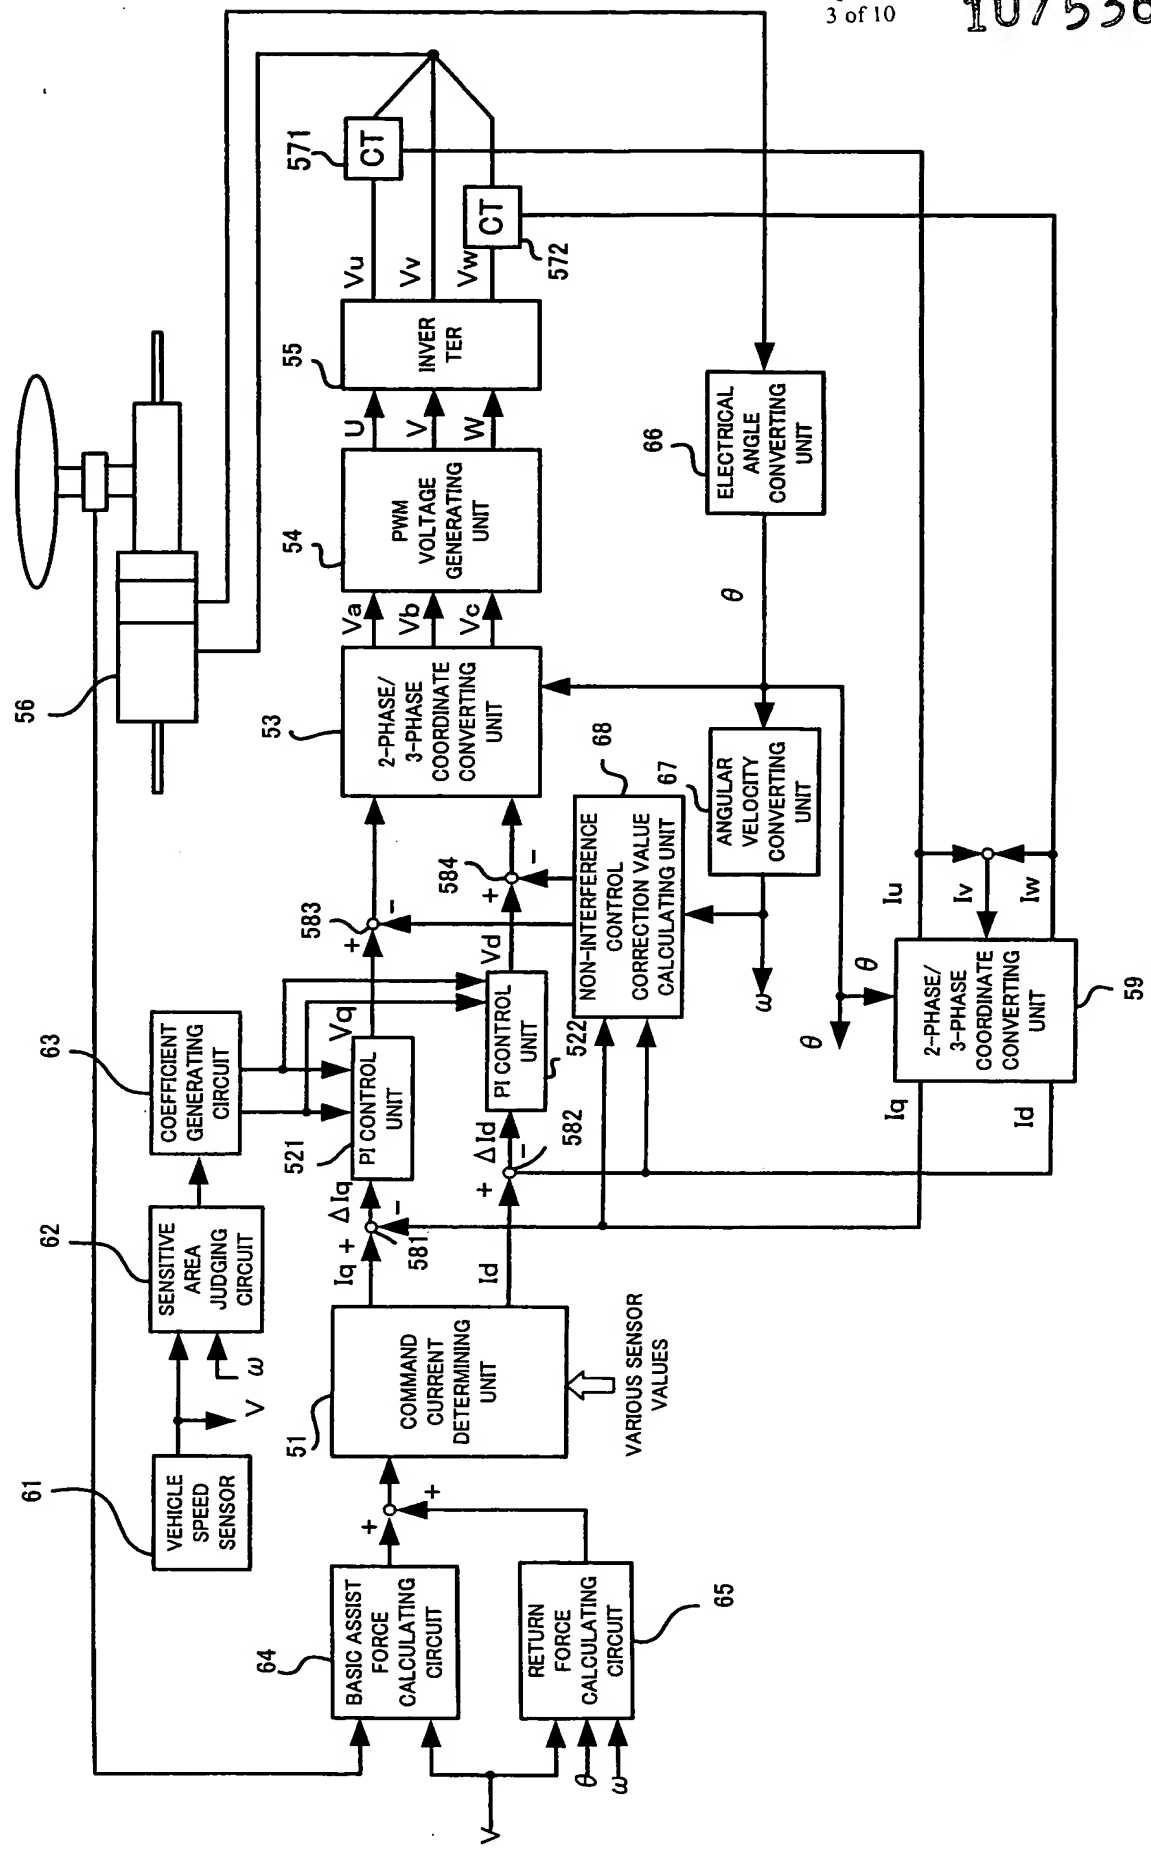 3 of 10
56
61
VEHICLE
SPEED
SENSOR
V
ω
62
SENSITIVE
AREA
JUDGING
CIRCUIT
63
COEFFICIENT
GENERATING
CIRCUIT
64
BASIC ASSIST
FORCE
CALCULATING
CIRCUIT
V
65
RETURN
FORCE
CALCULATING
CIRCUIT
θ
ω
+
+
51
COMMAND
CURRENT
DETERMINING
UNIT
VARIOUS SENSOR
VALUES
Iq
+
-
581
ΔIq
Id
+
-
582
ΔId
521
PI CONTROL
UNIT
Vq
522
PI CONTROL
UNIT
Vd
583
+
-
584
+
-
53
2-PHASE/
3-PHASE
COORDINATE
CONVERTING
UNIT
Va
Vb
Vc
54
PWM
VOLTAGE
GENERATING
UNIT
U
V
W
55
INVER
TER
Vu
Vv
Vw
571
CT
572
CT
68
NON-INTERFERENCE
CONTROL
CORRECTION VALUE
CALCULATING UNIT
67
ANGULAR
VELOCITY
CONVERTING
UNIT
ω
66
ELECTRICAL
ANGLE
CONVERTING
UNIT
θ
θ
θ
59
2-PHASE/
3-PHASE
COORDINATE
CONVERTING
UNIT
Iu
Iv
Iw
Iq
Id